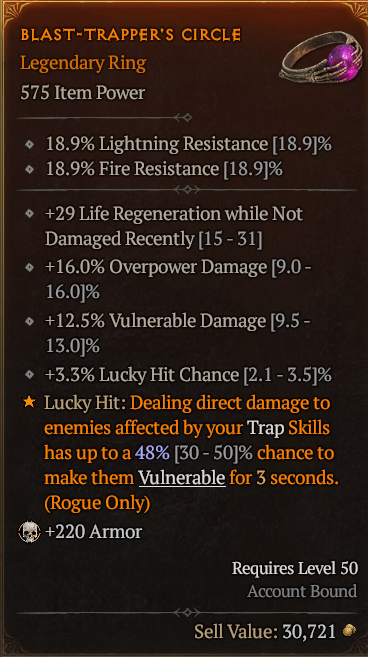 BLAST-TRAPPER'S CIRCLE
Legendary Ring
575 Item Power
18.9% Lightning Resistance [18.9]%
18.9% Fire Resistance [18.9]%
+29 Life Regeneration while Not
Damaged Recently [15 - 31]
+16.0% Overpower Damage [9.0 -
16.0]%
+12.5% Vulnerable Damage [9.5 -
13.0]%
+3.3% Lucky Hit Chance [2.1 - 3.5]%
Lucky Hit: Dealing direct damage to
enemies affected by your Trap Skills
has up to a 48% [30 - 50]% chance to
make them Vulnerable for 3 seconds.
(Rogue Only)
+220 Armor
Requires Level 50
Account Bound
Sell Value: 30,721